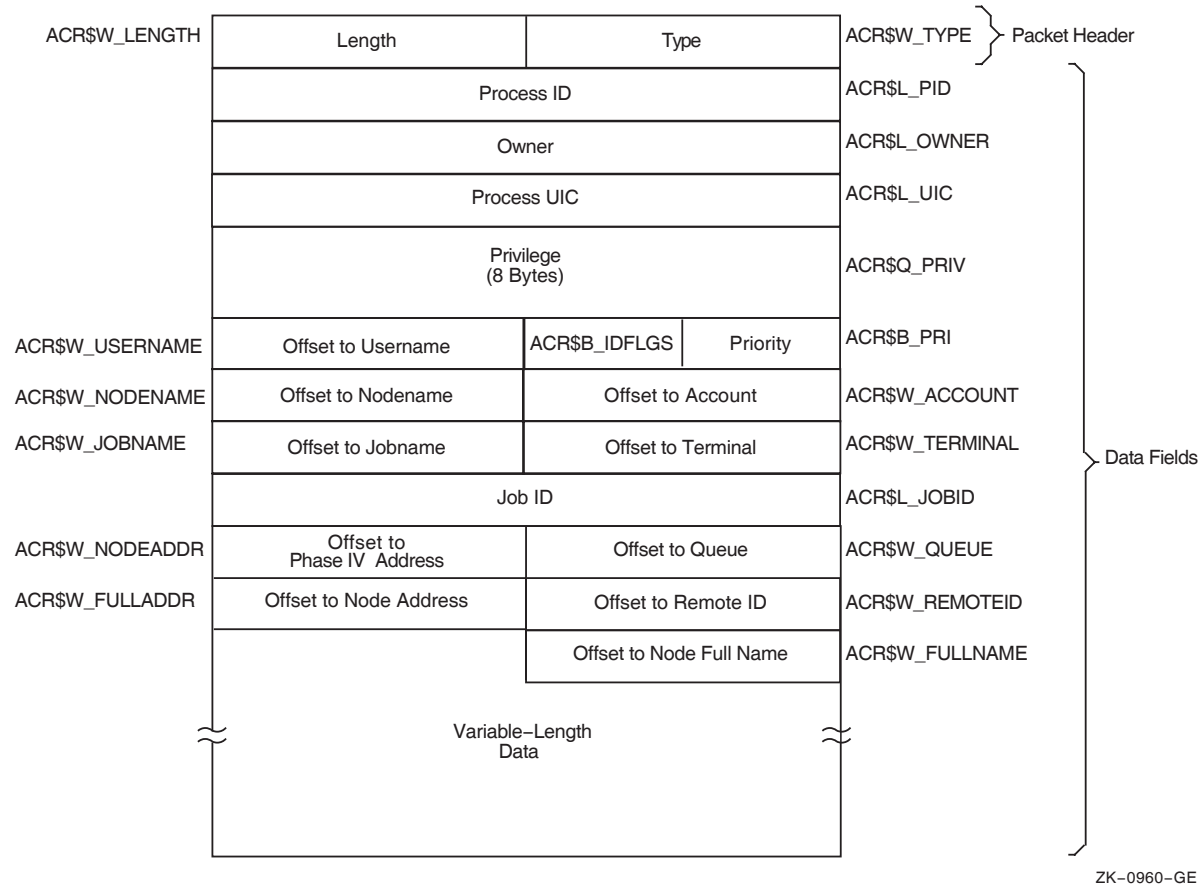 ACR$W_LENGTH Length Type ACR$W_TYPE Packet Header
Process ID ACR$L_PID
Owner ACR$L_OWNER
Process UIC ACR$L_UIC
Privilege
(8 Bytes) ACR$Q_PRIV
ACR$W_USERNAME Offset to Username ACR$B_IDFLGS Priority ACR$B_PRI
ACR$W_NODENAME Offset to Nodename Offset to Account ACR$W_ACCOUNT
ACR$W_JOBNAME Offset to Jobname Offset to Terminal ACR$W_TERMINAL
Data Fields
Job ID ACR$L_JOBID
ACR$W_NODEADDR Offset to
Phase IV Address Offset to Queue ACR$W_QUEUE
ACR$W_FULLADDR Offset to Node Address Offset to Remote ID ACR$W_REMOTEID
Offset to Node Full Name ACR$W_FULLNAME
Variable–Length
Data
ZK–0960–GE